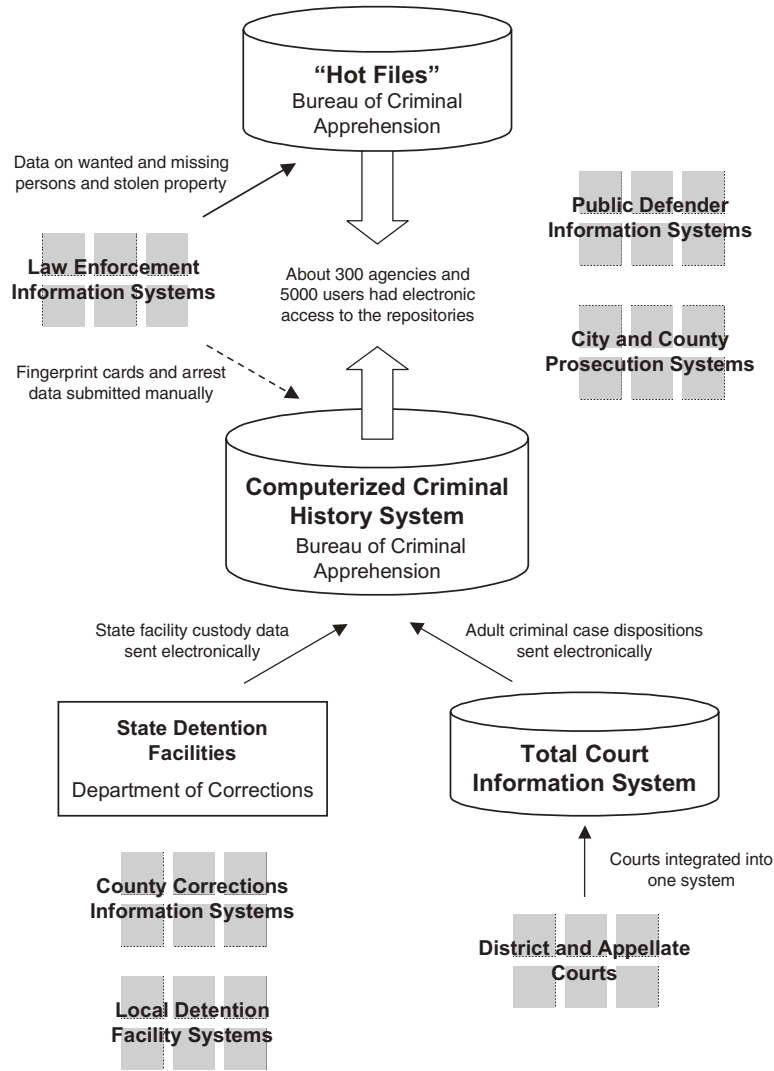 “Hot Files”
Bureau of Criminal
Apprehension
Data on wanted and missing
persons and stolen property
Public Defender
Information Systems
Law Enforcement
Information Systems
About 300 agencies and
5000 users had electronic
access to the repositories
City and County
Prosecution Systems
Fingerprint cards and arrest
data submitted manually
Computerized Criminal
History System
Bureau of Criminal
Apprehension
State facility custody data
sent electronically
Adult criminal case dispositions
sent electronically
State Detention
Facilities
Department of Corrections
Total Court
Information System
County Corrections
Information Systems
Courts integrated into
one system
District and Appellate
Courts
Local Detention
Facility Systems